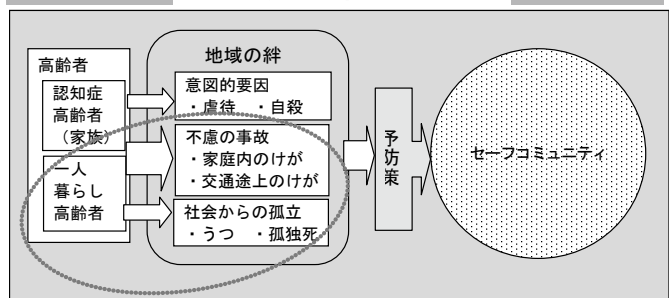 高齢者
認知症
高齢者
（家族）
一人
暮らし
高齢者
地域の絆
意図的要因
・虐待　・自殺
不慮の事故
・家庭内のけが
・交通途上のけが
社会からの孤立
・うつ　・孤独死
予防策
セーフコミュニティ